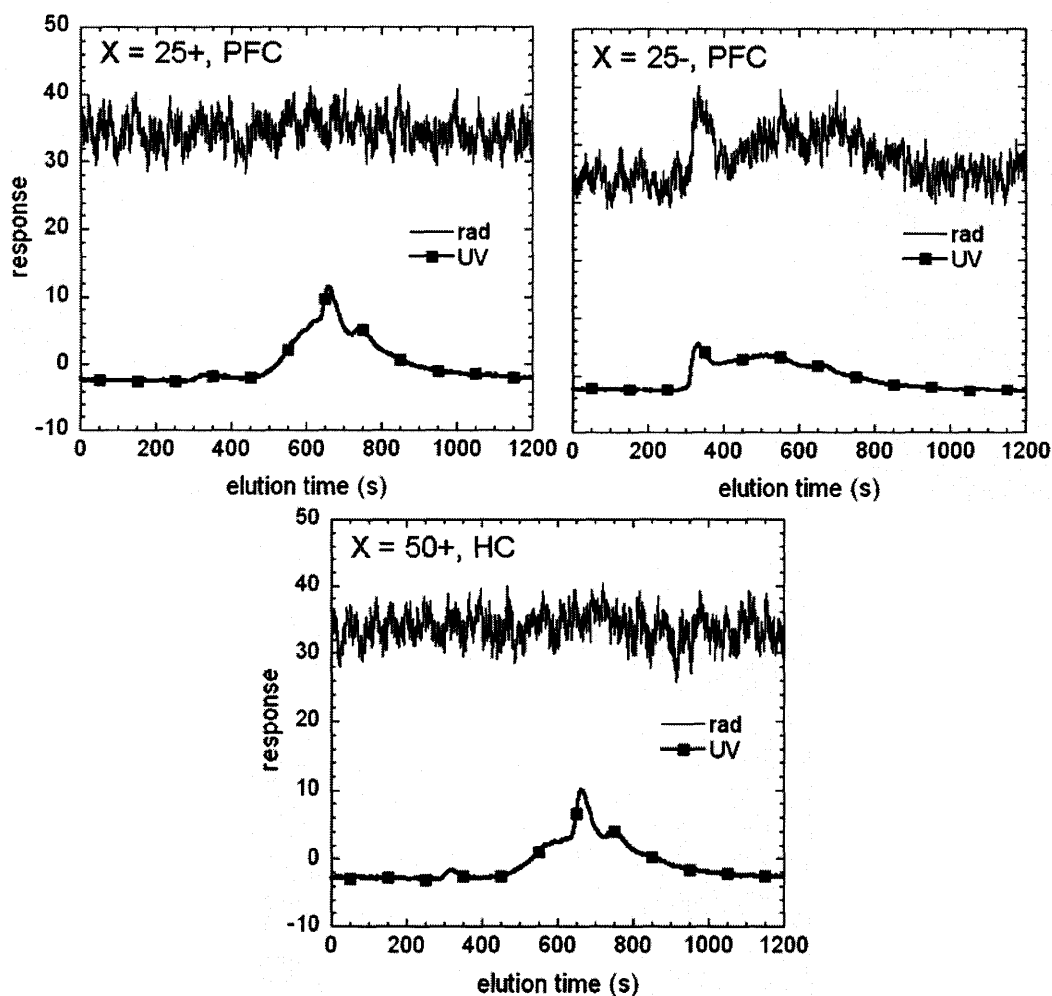 50
40
30
20
10
0
-10
response
X = 25+, PFC
rad
UV
0 200 400 600 800 1000 1200
elution time (s)
X = 25-, PFC
rad
UV
0 200 400 600 800 1000 1200
elution time (s)
50
40
30
20
10
0
-10
response
X = 50+, HC
rad
UV
0 200 400 600 800 1000 1200
elution time (s)